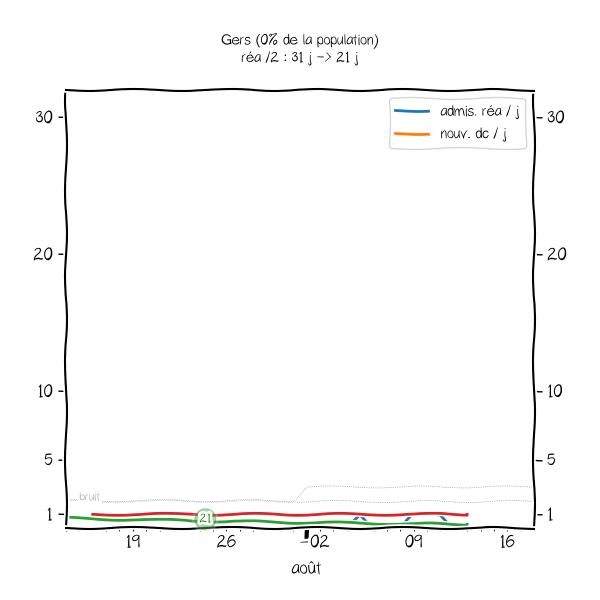 Gers (0% de la population)
réa /2 : 31 j -> 21 j
admis. réa / j
nouv. dc / j
30
30
20
20
10
10
5
5
bruit
1
21
1
19
26
02
09
16
août